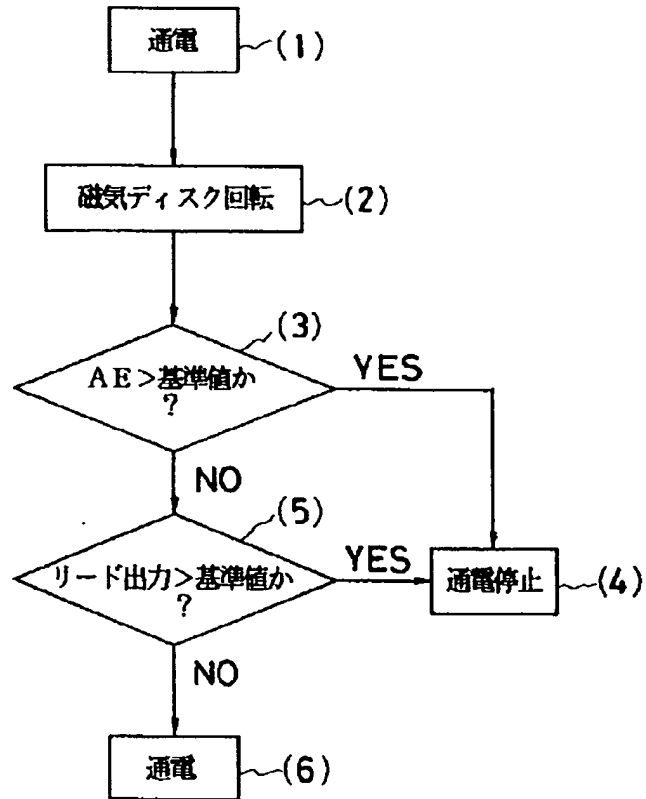 通電
(1)
磁気ディスク回転
(2)
(3)
AE>基準値か
?
YES
NO
(5)
リード出力>基準値か
?
YES
通電停止
(4)
NO
通電
(6)